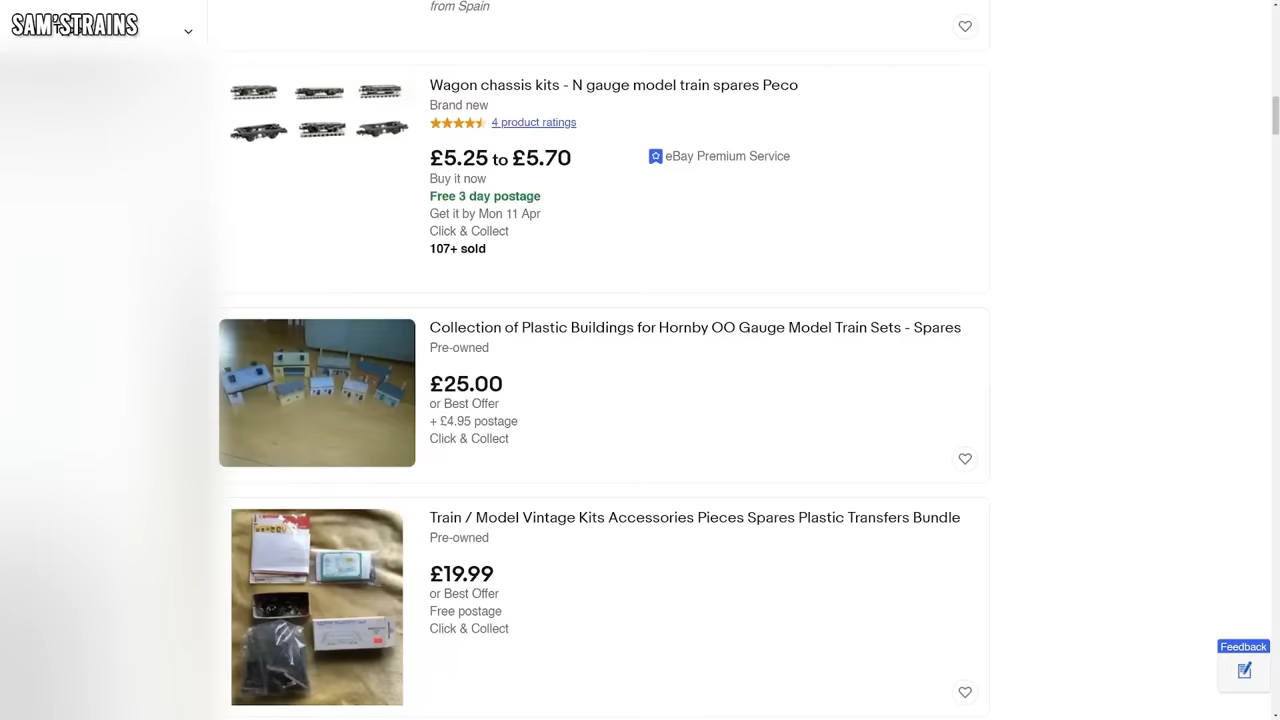 from Spain
SAM'STRAINS
Wagon chassis kits - N gauge model train spares Peco
Brand new
4 product ratings
£5.25 to £5.70
eBay Premium Service
Buy it now
Free 3 day postage
Get it by Mon 11 Apr
Click & Collect
107+ sold
Collection of Plastic Buildings for Hornby OO Gauge Model Train Sets - Spares
Pre-owned
£25.00
or Best Offer
+ £4.95 postage
Click & Collect
Train / Model Vintage Kits Accessories Pieces Spares Plastic Transfers Bundle
Pre-owned
£19.99
or Best Offer
Free postage
Click & Collect
Feedback